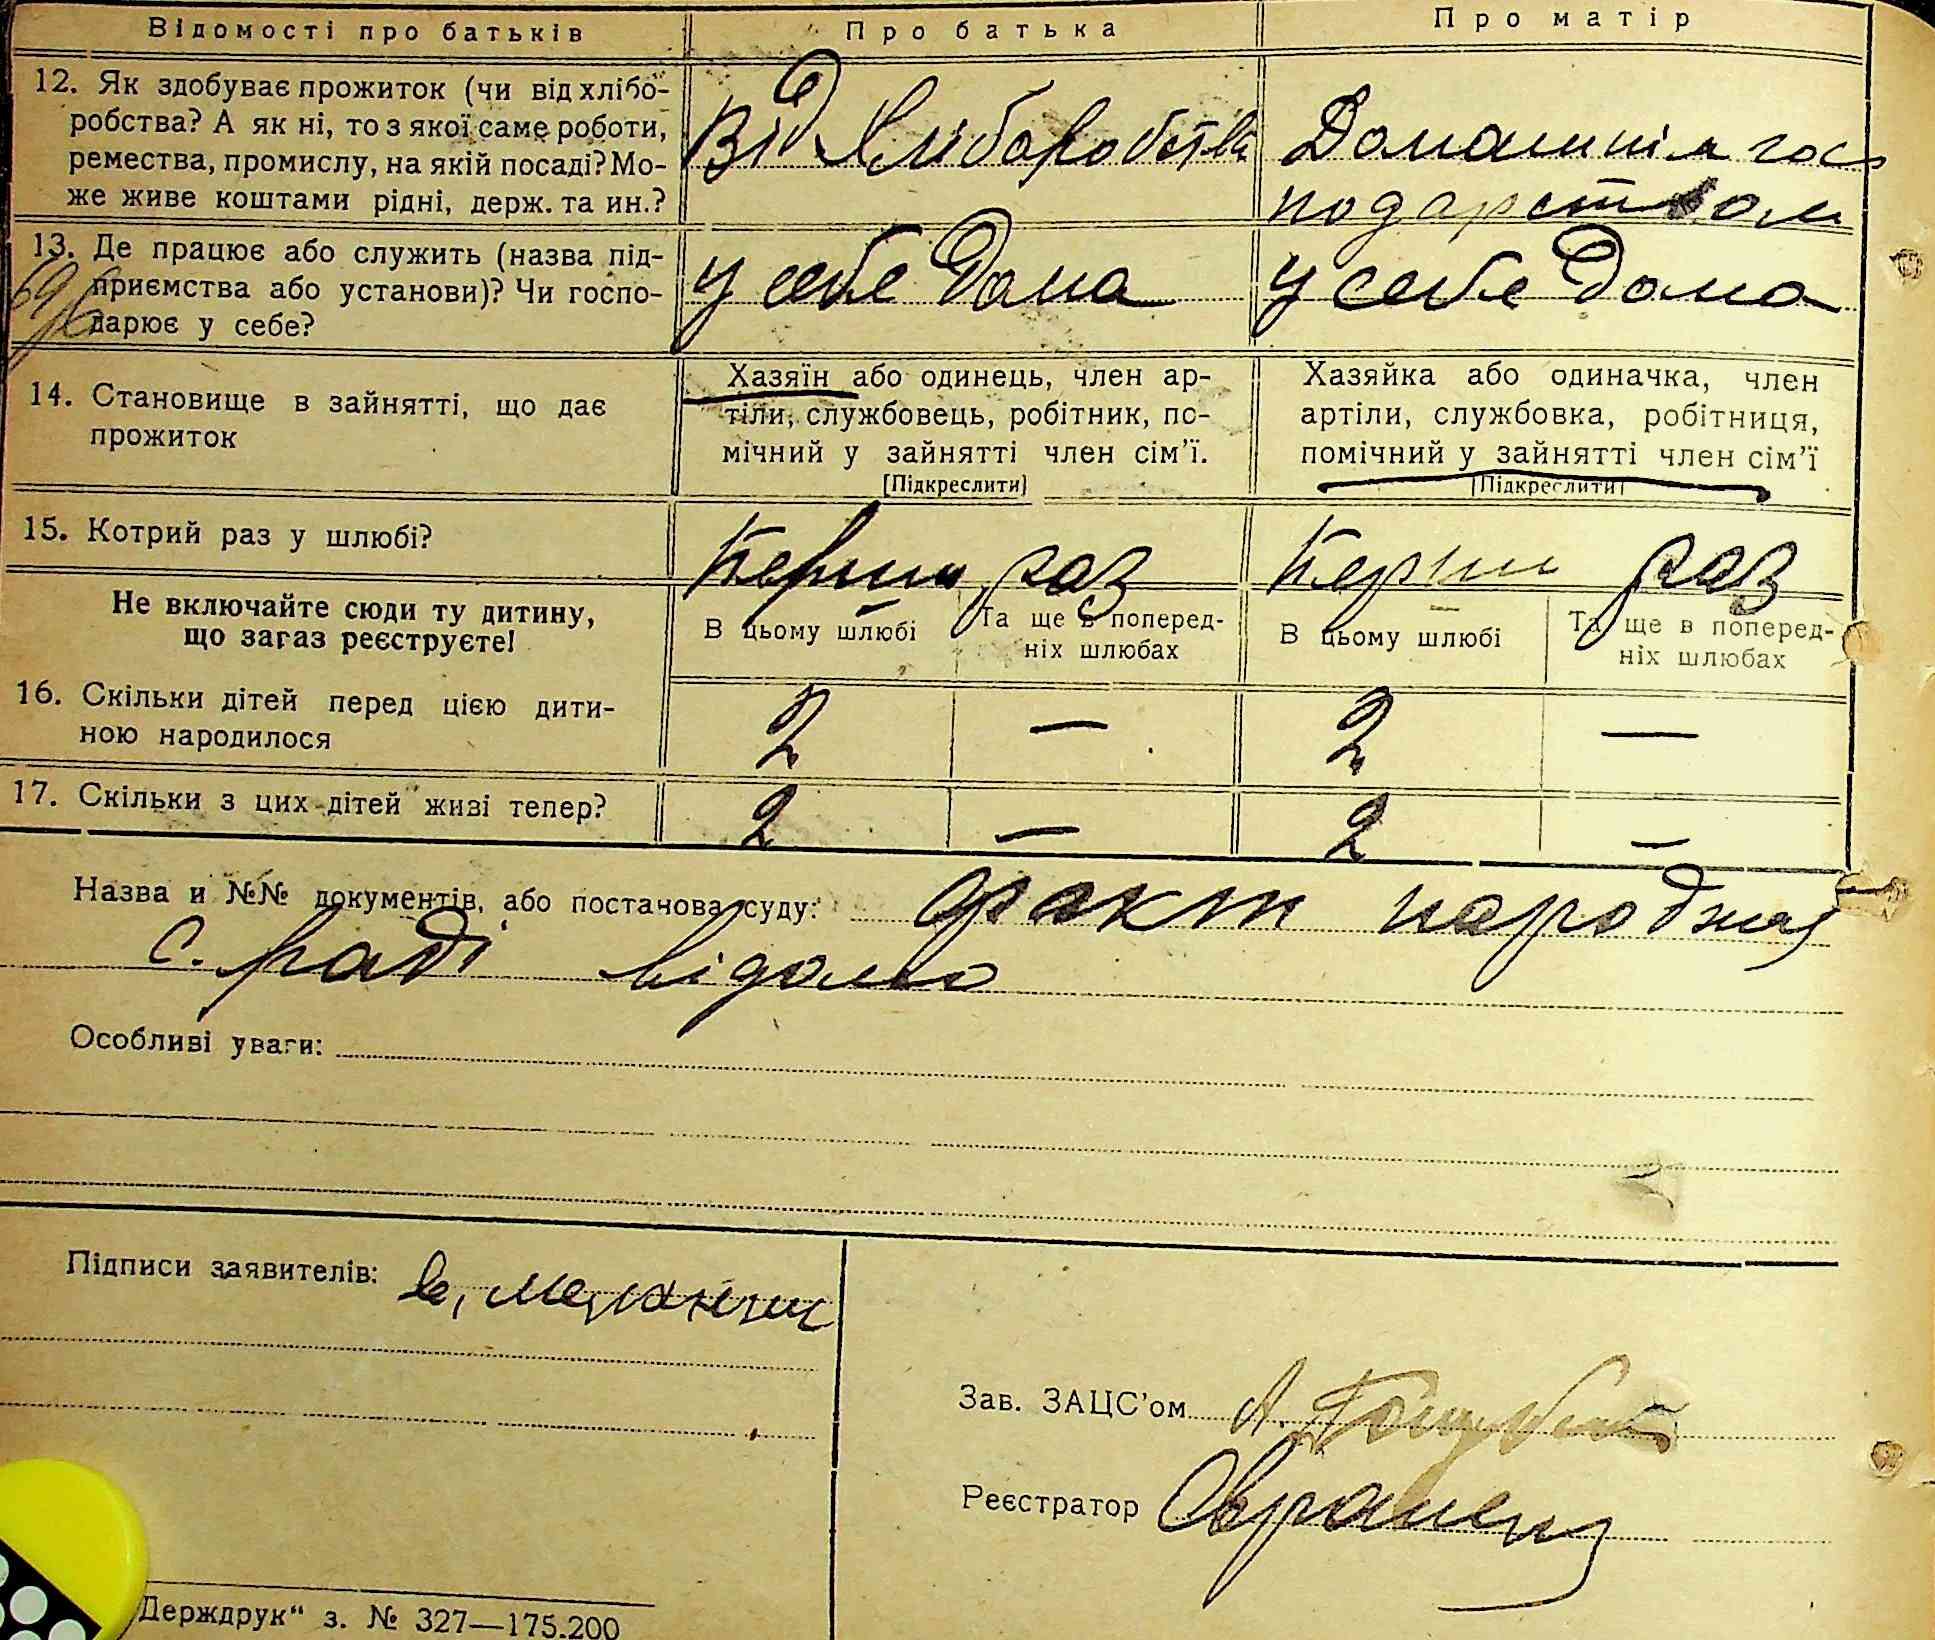 Відомості про батьків Про батька Про матір
12. Як здобуває прожиток (чи від хлібо-
робства? А як ні, то з якої саме роботи,
ремества, промислу, на якій посаді? Мо-
же живе коштами рідні, держ. та ин.?
Від Хліборобства
Домашнім гос
подарством
13. Де працює або служить (назва під-
приємства або установи)? Чи госпо-
дарює у себе?
у себе Дома
у себе Дома
14. Становище в зайнятті, що дає
прожиток
Хазяїн або одинець, член ар-
тіли, службовець, робітник, по-
мічний у зайнятті член сім'ї.
[Підкреслити]
Хазяйка або одиначка, член
артіли, службовка, робітниця,
помічний у зайнятті член сім'ї
[Підкреслити]
15. Котрий раз у шлюбі?
Перши раз
Перши раз
Не включайте сюди ту дитину,
що зараз реєструєте!
В цьому шлюбі
Та ще в поперед-
ніх шлюбах
В цьому шлюбі
Та ще в поперед-
ніх шлюбах
16. Скільки дітей перед цією дити-
ною народилося
2 — 2 —
17. Скільки з цих дітей живі тепер?
2 — 2 —
Назва и №№ документів, або постанова суду: факт народжня
с. раді відомо
Особливі уваги:
Підписи заявителів:
Зав. ЗАЦС'ом А.
Реєстратор
Держдрук" з. № 327—175.200